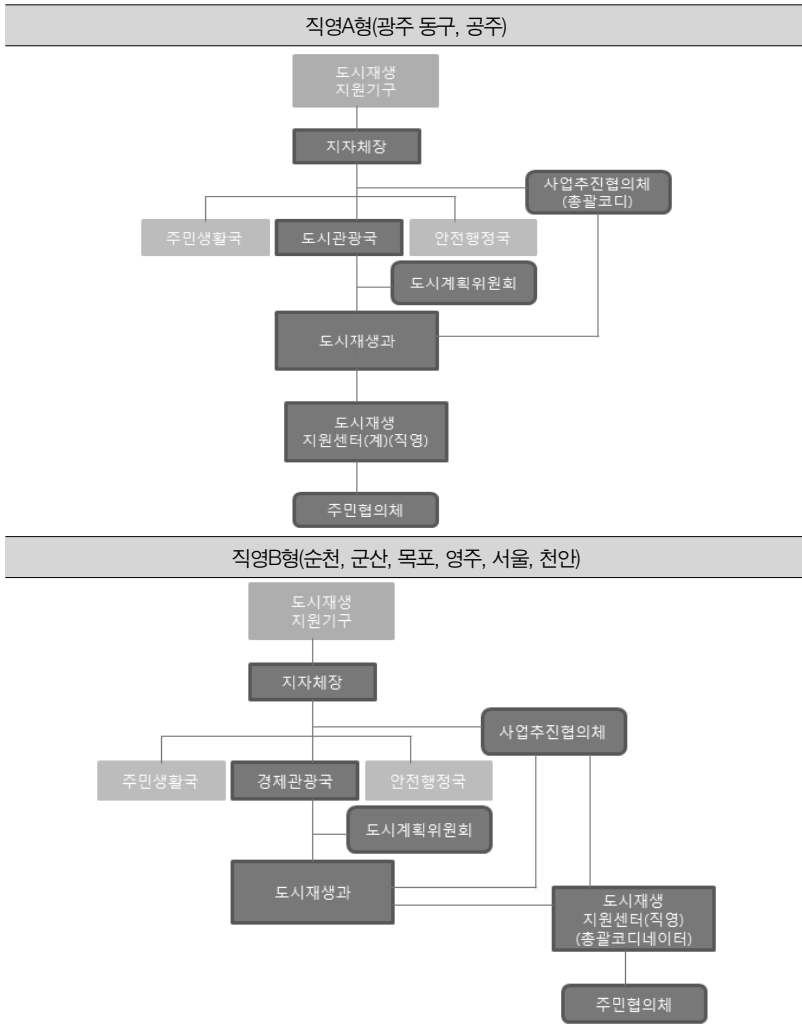 직영A형(광주 동구, 공주)
도시재생
지원기구
지자체장
사업추진협의체
(총괄코디)
주민생활국
도시관광국
안전행정국
도시계획위원회
도시재생과
도시재생
지원센터(계)(직영)
주민협의체
직영B형(순천, 군산, 목포, 영주, 서울, 천안)
도시재생
지원기구
지자체장
사업추진협의체
주민생활국
경제관광국
안전행정국
도시계획위원회
도시재생과
도시재생
지원센터(직영)
(총괄코디네이터)
주민협의체